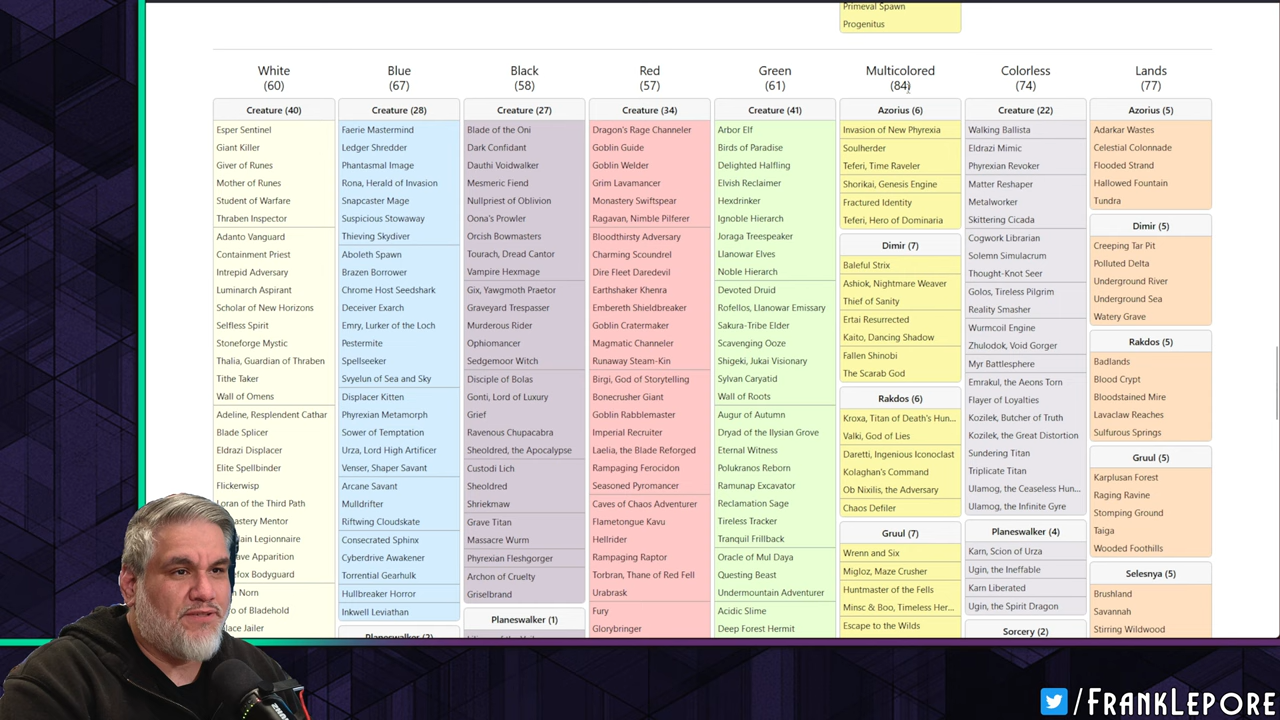 Primeval Spawn
Progenitus
White
(60)
Creature (40)
Esper Sentinel
Giant Killer
Giver of Runes
Mother of Runes
Student of Warfare
Thraben Inspector
Adanto Vanguard
Containment Priest
Intrepid Adversary
Luminarch Aspirant
Scholar of New Horizons
Selfless Spirit
Stoneforge Mystic
Thalia, Guardian of Thraben
Tithe Taker
Wall of Omens
Adeline, Resplendent Cathar
Blade Splicer
Eldrazi Displacer
Elite Spellbinder
Flickerwisp
Loran of the Third Path
Mentor
Legionnaire
Apparition
Bodyguard
Norn
of Bladehold
Jailer
Blue
(67)
Creature (28)
Faerie Mastermind
Ledger Shredder
Phantasmal Image
Rona, Herald of Invasion
Snapcaster Mage
Suspicious Stowaway
Thieving Skydiver
Aboleth Spawn
Brazen Borrower
Chrome Host Seedshark
Deceiver Exarch
Emry, Lurker of the Loch
Pestermite
Spellseeker
Svyelun of Sea and Sky
Displacer Kitten
Phyrexian Metamorph
Sower of Temptation
Urza, Lord High Artificer
Venser, Shaper Savant
Arcane Savant
Mulldrifter
Riftwing Cloudskate
Consecrated Sphinx
Cyberdrive Awakener
Torrential Gearhulk
Hullbreaker Horror
Inkwell Leviathan
Black
(58)
Creature (27)
Blade of the Oni
Dark Confidant
Dauthi Voidwalker
Mesmeric Fiend
Nullpriest of Oblivion
Oona's Prowler
Orcish Bowmasters
Tourach, Dread Cantor
Vampire Hexmage
Gix, Yawgmoth Praetor
Graveyard Trespasser
Murderous Rider
Ophiomancer
Sedgemoor Witch
Disciple of Bolas
Gonti, Lord of Luxury
Grief
Ravenous Chupacabra
Sheoldred, the Apocalypse
Custodi Lich
Sheoldred
Shriekmaw
Grave Titan
Massacre Wurm
Phyrexian Fleshgorger
Archon of Cruelty
Griselbrand
Planeswalker (1)
Red
(57)
Creature (34)
Dragon's Rage Channeler
Goblin Guide
Goblin Welder
Grim Lavamancer
Monastery Swiftspear
Ragavan, Nimble Pilferer
Bloodthirsty Adversary
Charming Scoundrel
Dire Fleet Daredevil
Earthshaker Khenra
Embereth Shieldbreaker
Goblin Cratermaker
Magmatic Channeler
Runaway Steam-Kin
Birgi, God of Storytelling
Bonecrusher Giant
Goblin Rabblemaster
Imperial Recruiter
Laelia, the Blade Reforged
Rampaging Ferocidon
Seasoned Pyromancer
Caves of Chaos Adventurer
Flametongue Kavu
Hellrider
Rampaging Raptor
Torbran, Thane of Red Fell
Urabrask
Fury
Glorybringer
Green
(61)
Creature (41)
Arbor Elf
Birds of Paradise
Delighted Halfling
Elvish Reclaimer
Hexdrinker
Ignoble Hierarch
Joraga Treespeaker
Llanowar Elves
Noble Hierarch
Devoted Druid
Rofellos, Llanowar Emissary
Sakura-Tribe Elder
Scavenging Ooze
Shigeki, Jukai Visionary
Sylvan Caryatid
Wall of Roots
Augur of Autumn
Dryad of the Ilysian Grove
Eternal Witness
Polukranos Reborn
Ramunap Excavator
Reclamation Sage
Tireless Tracker
Tranquil Frillback
Oracle of Mul Daya
Questing Beast
Undermountain Adventurer
Acidic Slime
Deep Forest Hermit
Multicolored
(84)
Azorius (6)
Invasion of New Phyrexia
Soulherder
Teferi, Time Raveler
Shorikai, Genesis Engine
Fractured Identity
Teferi, Hero of Dominaria
Dimir (7)
Baleful Strix
Ashiok, Nightmare Weaver
Thief of Sanity
Ertai Resurrected
Kaito, Dancing Shadow
Fallen Shinobi
The Scarab God
Rakdos (6)
Kroxa, Titan of Death's Hun...
Valki, God of Lies
Daretti, Ingenious Iconoclast
Kolaghan's Command
Ob Nixilis, the Adversary
Chaos Defiler
Gruul (7)
Wrenn and Six
Migloz, Maze Crusher
Huntmaster of the Fells
Minsc & Boo, Timeless Her...
Escape to the Wilds
Colorless
(74)
Creature (22)
Walking Ballista
Eldrazi Mimic
Phyrexian Revoker
Matter Reshaper
Metalworker
Skittering Cicada
Cogwork Librarian
Solemn Simulacrum
Thought-Knot Seer
Golos, Tireless Pilgrim
Reality Smasher
Wurmcoil Engine
Zhulodok, Void Gorger
Myr Battlesphere
Emrakul, the Aeons Torn
Flayer of Loyalties
Kozilek, Butcher of Truth
Kozilek, the Great Distortion
Sundering Titan
Triplicate Titan
Ulamog, the Ceaseless Hun...
Ulamog, the Infinite Gyre
Planeswalker (4)
Karn, Scion of Urza
Ugin, the Ineffable
Karn Liberated
Ugin, the Spirit Dragon
Sorcery (2)
Lands
(77)
Azorius (5)
Adarkar Wastes
Celestial Colonnade
Flooded Strand
Hallowed Fountain
Tundra
Dimir (5)
Creeping Tar Pit
Polluted Delta
Underground River
Underground Sea
Watery Grave
Rakdos (5)
Badlands
Blood Crypt
Bloodstained Mire
Lavaclaw Reaches
Sulfurous Springs
Gruul (5)
Karplusan Forest
Raging Ravine
Stomping Ground
Taiga
Wooded Foothills
Selesnya (5)
Brushland
Savannah
Stirring Wildwood
/FRANKLEPORE